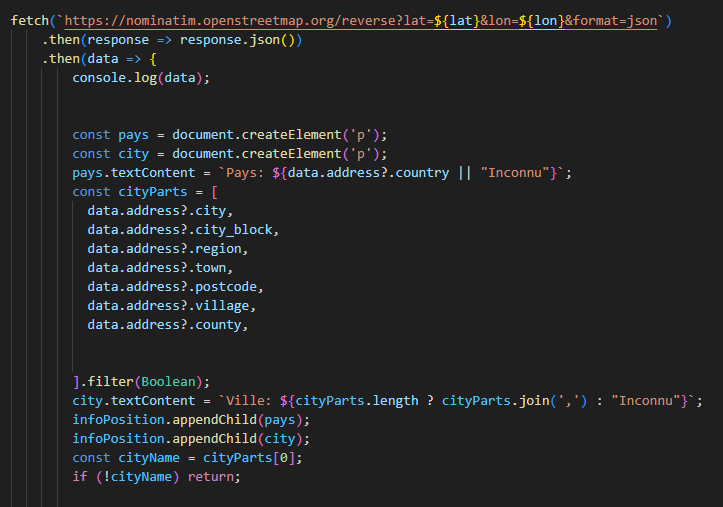 fetch(`https://nominatim.openstreetmap.org/reverse?lat=${lat}&lon=${lon}&format=json`)
.then(response => response.json())
.then(data => {
console.log(data);
const pays = document.createElement('p');
const city = document.createElement('p');
pays.textContent = `Pays: ${data.address?.country || "Inconnu"}`;
const cityParts = [
data.address?.city,
data.address?.city_block,
data.address?.region,
data.address?.town,
data.address?.postcode,
data.address?.village,
data.address?.county,
].filter(Boolean);
city.textContent = `Ville: ${cityParts.length ? cityParts.join(',') : "Inconnu"}`;
infoPosition.appendChild(pays);
infoPosition.appendChild(city);
const cityName = cityParts[0];
if (!cityName) return;